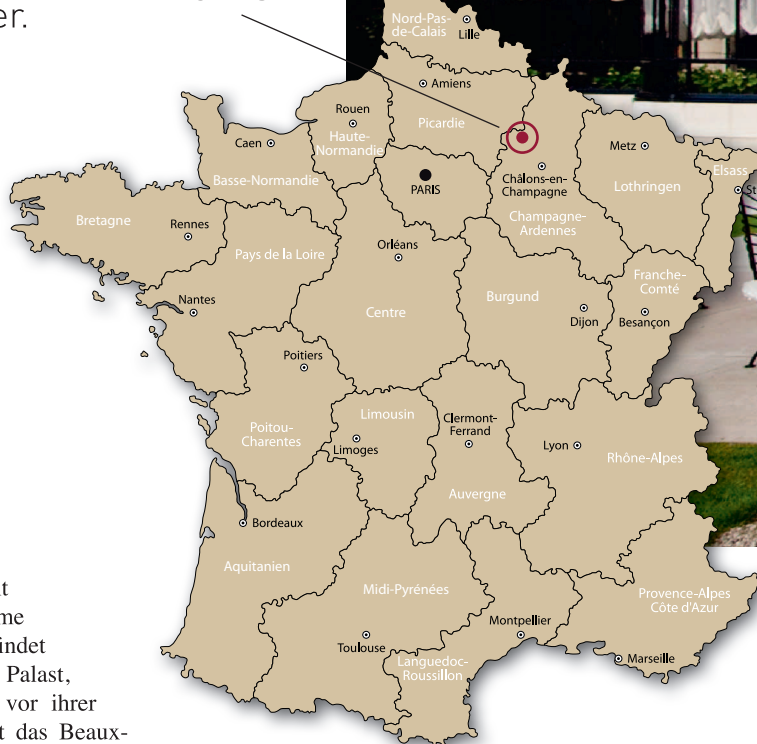 er.
Nord-Pas-
de-Calais
Lille
Amiens
Picardie
Rouen
Haute-
Normandie
Caen
Basse-Normandie
PARIS
Châlons-en-
Champagne
Champagne-
Ardennes
Metz
Lothringen
Elsass
St
Bretagne
Rennes
Pays de la Loire
Orléans
Centre
Nantes
Burgund
Dijon
Franche-
Comté
Besançon
Poitiers
Poitou-
Charentes
Limousin
Limoges
Clermont-
Ferrand
Auvergne
Lyon
Rhône-Alpes
Bordeaux
Aquitanien
Midi-Pyrénées
Toulouse
Montpellier
Languedoc-
Roussillon
Provence-Alpes
Côte d'Azur
Marseille
me
indet
Palast,
vor ihrer
t das Beaux-